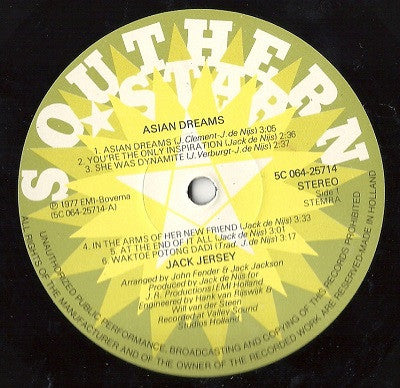 SOUTHERN
STAR
ASIAN DREAMS
1. ASIAN DREAMS (J. Clement-J. de Nijs) 3:05
2. YOU'RE THE ONLY INSPIRATION (Jack de Nijs) 2:36
3. SHE WAS DYNAMITE (J. Verburgt-J. de Nijs) 2:37
℗ 1977 EMI-Bovema
(5C 064-25714-A)
5C 064-25714
STEREO
Side 1
STEMRA
4. IN THE ARMS OF HER NEW FRIEND (Jack de Nijs) 3:33
5. AT THE END OF IT ALL (Jack de Nijs) 3:31
6. WAKTOE POTONG DADI (Trad. J. de Nijs) 3:17
JACK JERSEY
Arranged by John Fender & Jack Jackson
Produced by Jack de Nijs for
J.R. Productions/EMI Holland
Engineered by Hank van Bijswijk &
Will van der Steen
Recorded at Valley Sound
Studios Holland
ALL RIGHTS OF THE MANUFACTURER AND OF THE OWNER OF THE RECORDED WORK ARE RESERVED-MADE IN HOLLAND
UNAUTHORIZED PUBLIC PERFORMANCE, BROADCASTING AND COPYING OF THIS RECORDS PROHIBITED